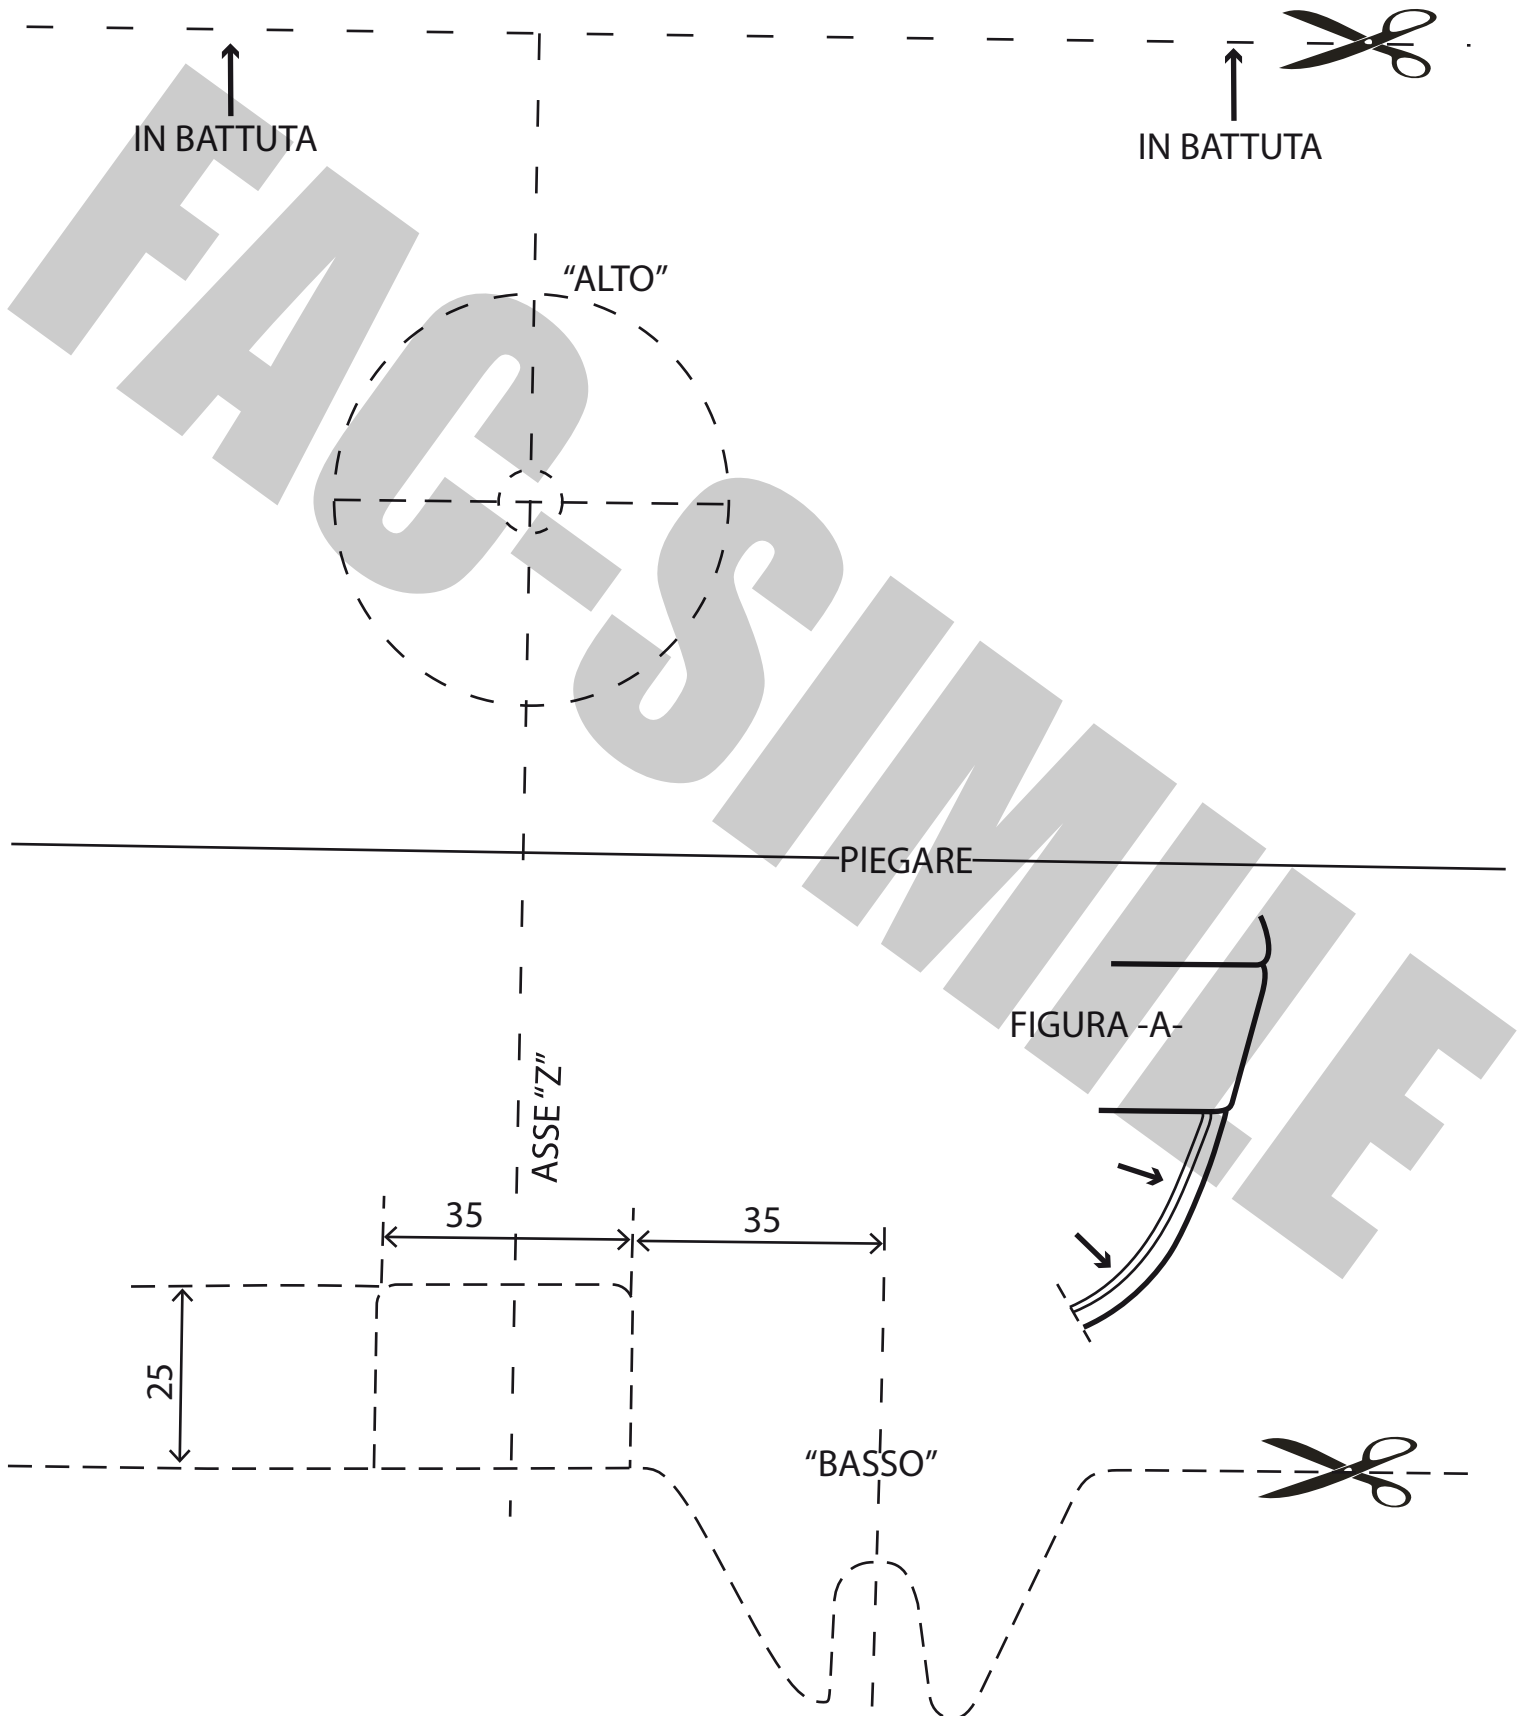 IN BATTUTA
IN BATTUTA
“ALTO”
FAC-SIMILE
PIEGARE
FIGURA -A-
ASSE “Z”
35
35
25
“BASSO”